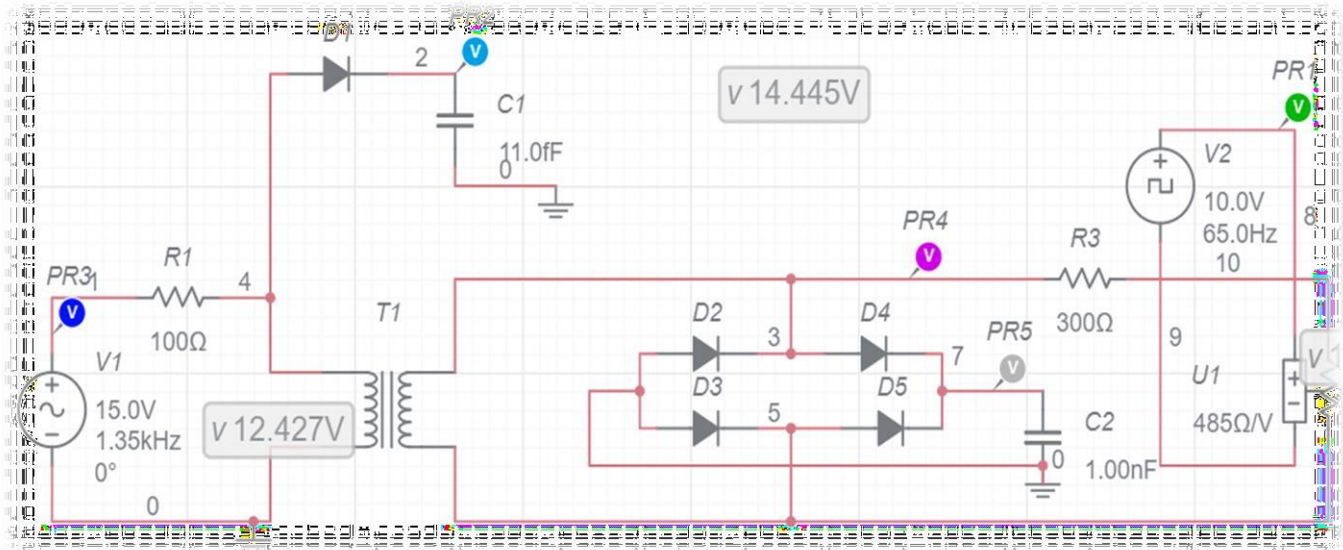 D1
2
V
C1
11.0fF
0
v 14.445V
PR1
V
V2
10.0V
65.0Hz
8
10
PR4
V
R3
300Ω
PR3
1
V
R1
100Ω
4
T1
V1
15.0V
1.35kHz
0°
0
v 12.427V
D2
3
D4
D3
5
D5
7
PR5
V
C2
1.00nF
0
9
U1
485Ω/V
V